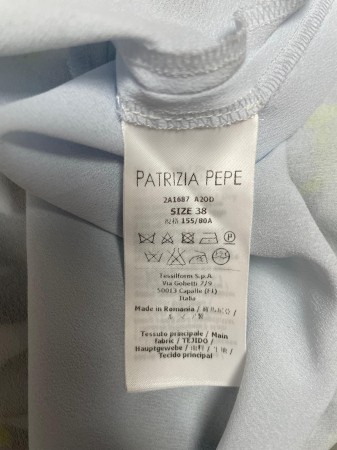 PATRIZIA PEPE
2A1687 A2OD
SIZE 38
155/80A
Tessilform S.p.A.
Via Gobetti 7/9
50013 Capalle (FI)
Italia
Made in Romania /
Tessuto principale / Main
fabric / TEJIDO /
Hauptgewebe /
Tecido principal